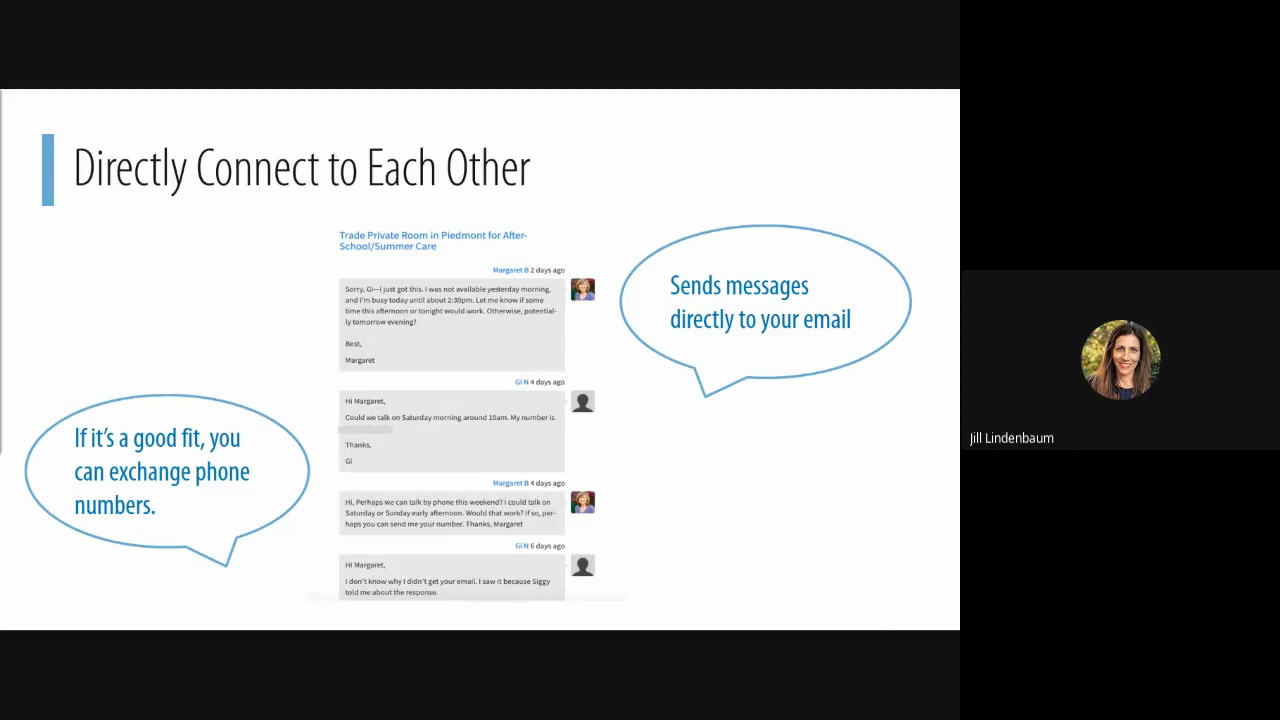 Directly Connect to Each Other
Trade Private Room in Piedmont for After-
School/Summer Care
Margaret B 2 days ago
Sorry, Gi—I just got this. I was not available yesterday morning,
and I'm busy today until about 2:30pm. Let me know if some
time this afternoon or tonight would work. Otherwise, potential-
ly tomorrow evening?
Best,
Margaret
Gi N 4 days ago
Hi Margaret,
Could we talk on Saturday morning around 10am. My number is
Thanks,
Gi
Margaret B 4 days ago
Hi, Perhaps we can talk by phone this weekend? I could talk on
Saturday or Sunday early afternoon. Would that work? If so, per-
haps you can send me your number. Thanks, Margaret
Gi N 6 days ago
Hi Margaret,
I don't know why I didn't get your email. I saw it because Siggy
told me about the response.
Sends messages
directly to your email
If it's a good fit, you
can exchange phone
numbers.
Jill Lindenbaum